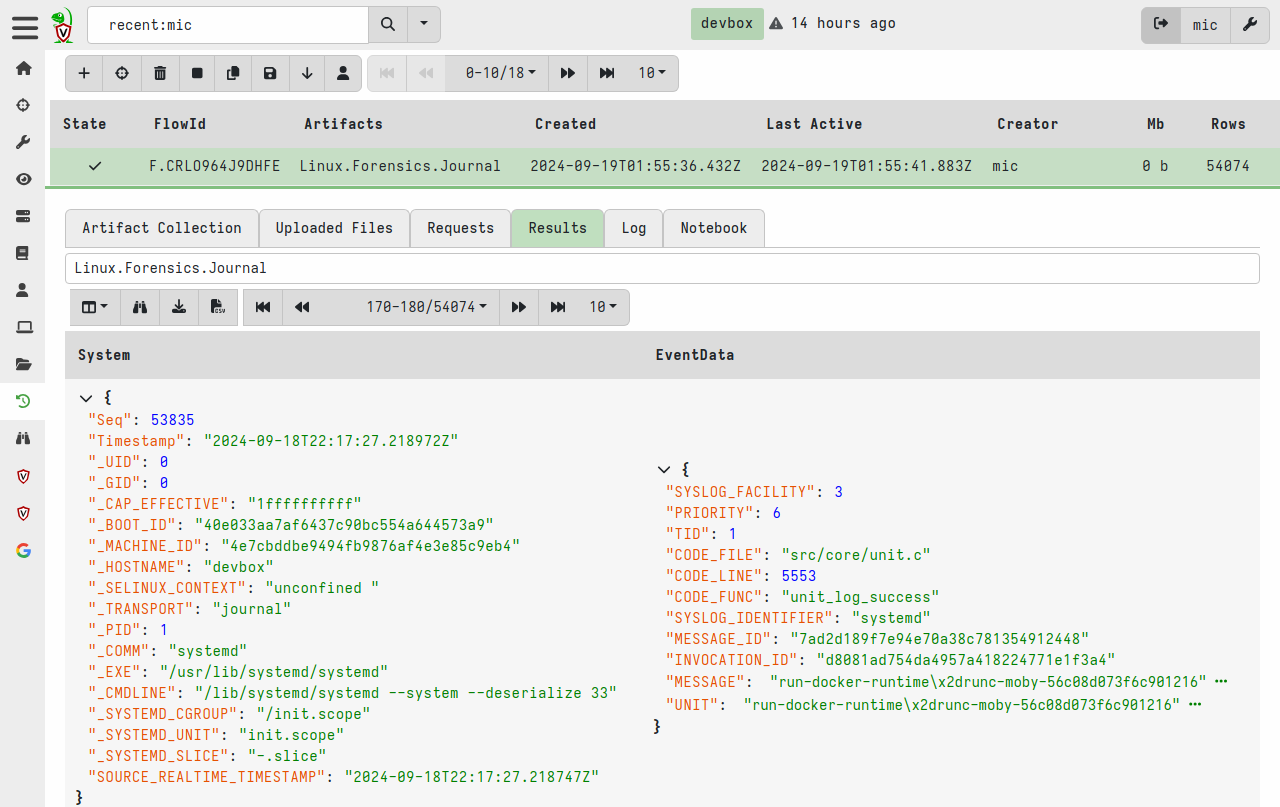 recent:mic
devbox 14 hours ago
mic
0-10/18 10
State FlowId Artifacts Created Last Active Creator Mb Rows
F.CRLO964J9DHFE Linux.Forensics.Journal 2024-09-19T01:55:36.432Z 2024-09-19T01:55:41.883Z mic 0 b 54074
Artifact Collection Uploaded Files Requests Results Log Notebook
Linux.Forensics.Journal
170-180/54074 10
System EventData
{
"Seq": 53835
"Timestamp": "2024-09-18T22:17:27.218972Z"
"_UID": 0
"_GID": 0
"_CAP_EFFECTIVE": "1ffffffffff"
"_BOOT_ID": "40e033aa7af6437c90bc554a644573a9"
"_MACHINE_ID": "4e7cbddbe9494fb9876af4e3e85c9eb4"
"_HOSTNAME": "devbox"
"_SELINUX_CONTEXT": "unconfined "
"_TRANSPORT": "journal"
"_PID": 1
"_COMM": "systemd"
"_EXE": "/usr/lib/systemd/systemd"
"_CMDLINE": "/lib/systemd/systemd --system --deserialize 33"
"_SYSTEMD_CGROUP": "/init.scope"
"_SYSTEMD_UNIT": "init.scope"
"_SYSTEMD_SLICE": "-.slice"
"SOURCE_REALTIME_TIMESTAMP": "2024-09-18T22:17:27.218747Z"
}
{
"SYSLOG_FACILITY": 3
"PRIORITY": 6
"TID": 1
"CODE_FILE": "src/core/unit.c"
"CODE_LINE": 5553
"CODE_FUNC": "unit_log_success"
"SYSLOG_IDENTIFIER": "systemd"
"MESSAGE_ID": "7ad2d189f7e94e70a38c781354912448"
"INVOCATION_ID": "d8081ad754da4957a418224771e1f3a4"
"MESSAGE": "run-docker-runtime\x2drunc-moby-56c08d073f6c901216" ...
"UNIT": "run-docker-runtime\x2drunc-moby-56c08d073f6c901216" ...
}